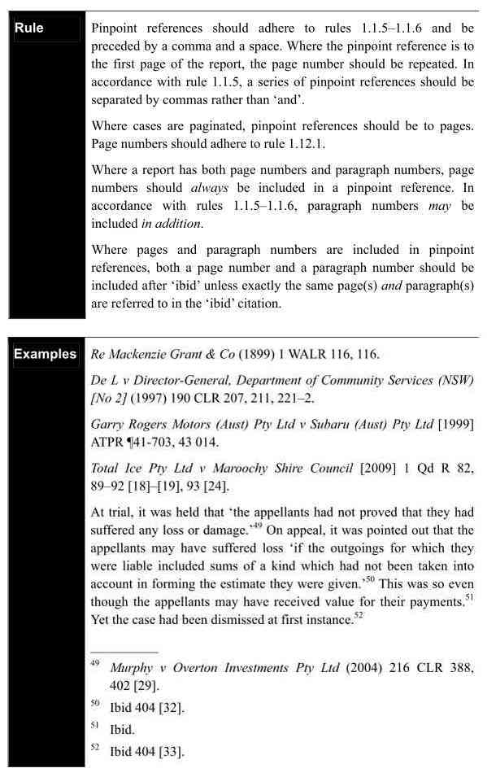 Rule
Pinpoint references should adhere to rules 1.1.5–1.1.6 and be
preceded by a comma and a space. Where the pinpoint reference is to
the first page of the report, the page number should be repeated. In
accordance with rule 1.1.5, a series of pinpoint references should be
separated by commas rather than ‘and’.
Where cases are paginated, pinpoint references should be to pages.
Page numbers should adhere to rule 1.12.1.
Where a report has both page numbers and paragraph numbers, page
numbers should always be included in a pinpoint reference. In
accordance with rules 1.1.5–1.1.6, paragraph numbers may be
included in addition.
Where pages and paragraph numbers are included in pinpoint
references, both a page number and a paragraph number should be
included after ‘ibid’ unless exactly the same page(s) and paragraph(s)
are referred to in the ‘ibid’ citation.
Examples
Re Mackenzie Grant & Co (1899) 1 WALR 116, 116.
De L v Director-General, Department of Community Services (NSW)
[No 2] (1997) 190 CLR 207, 211, 221–2.
Garry Rogers Motors (Aust) Pty Ltd v Subaru (Aust) Pty Ltd [1999]
ATPR ¶41-703, 43 014.
Total Ice Pty Ltd v Maroochy Shire Council [2009] 1 Qd R 82,
89–92 [18]–[19], 93 [24].
At trial, it was held that ‘the appellants had not proved that they had
suffered any loss or damage.’49 On appeal, it was pointed out that the
appellants may have suffered loss ‘if the outgoings for which they
were liable included sums of a kind which had not been taken into
account in forming the estimate they were given.’50 This was so even
though the appellants may have received value for their payments.51
Yet the case had been dismissed at first instance.52
49 Murphy v Overton Investments Pty Ltd (2004) 216 CLR 388,
402 [29].
50 Ibid 404 [32].
51 Ibid.
52 Ibid 404 [33].